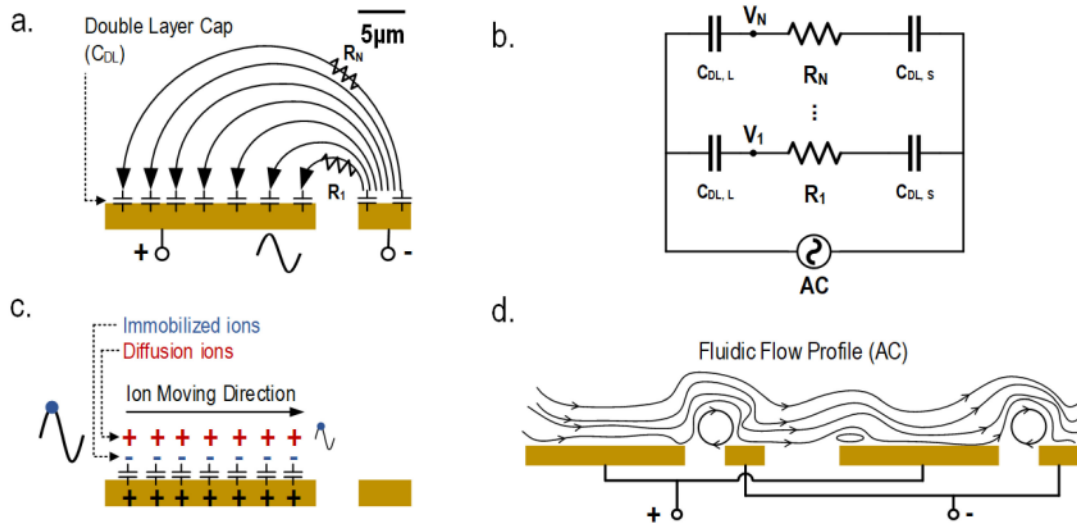 a.
Double Layer Cap
(CDL)
5μm
RN
R1
+
-
b.
VN
CDL, L
RN
CDL, S
⋮
V1
CDL, L
R1
CDL, S
AC
c.
Immobilized ions
Diffusion ions
Ion Moving Direction
+ + + + + + +
- - - - - - -
+ + + + + + +
d.
Fluidic Flow Profile (AC)
+
-